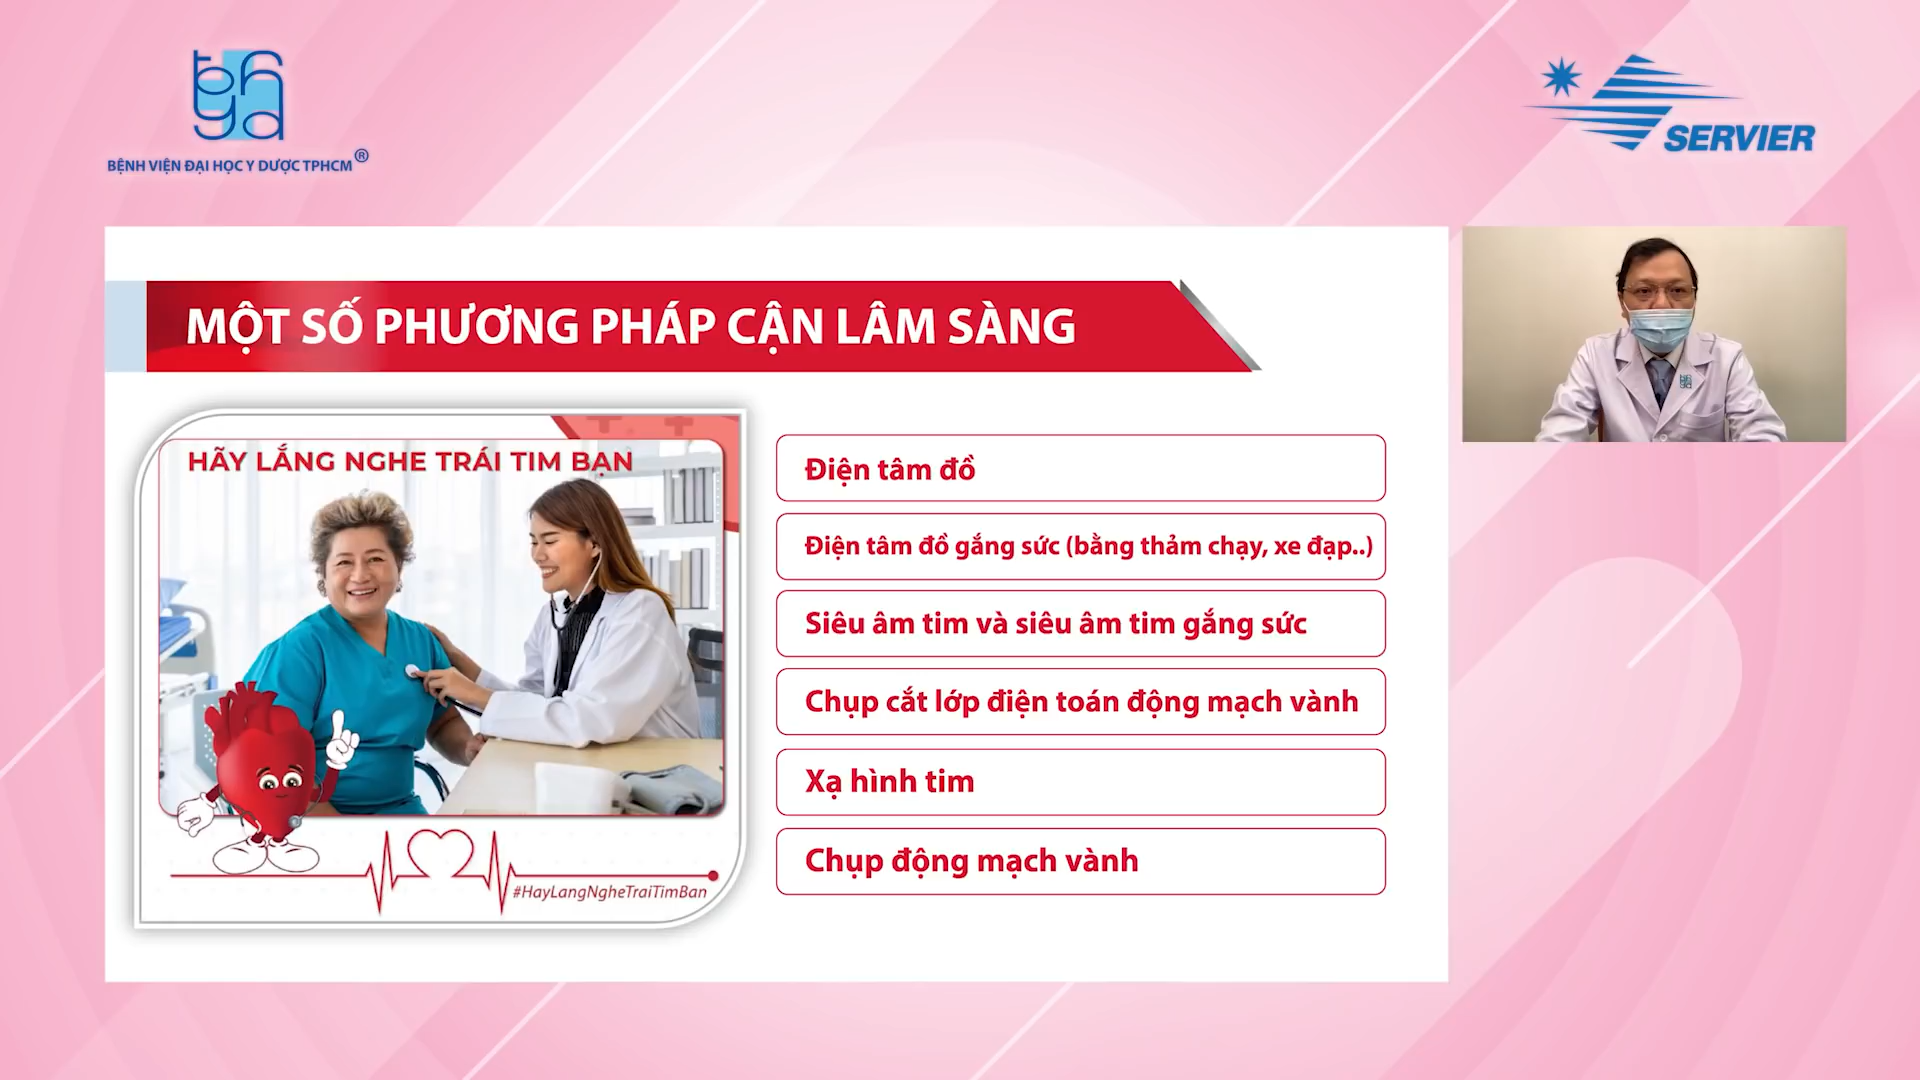 thyd
BỆNH VIỆN ĐẠI HỌC Y DƯỢC TPHCM®
SERVIER
MỘT SỐ PHƯƠNG PHÁP CẬN LÂM SÀNG
HÃY LẮNG NGHE TRÁI TIM BẠN
#HayLangNgheTraiTimBan
Điện tâm đồ
Điện tâm đồ gắng sức (bằng thảm chạy, xe đạp..)
Siêu âm tim và siêu âm tim gắng sức
Chụp cắt lớp điện toán động mạch vành
Xạ hình tim
Chụp động mạch vành